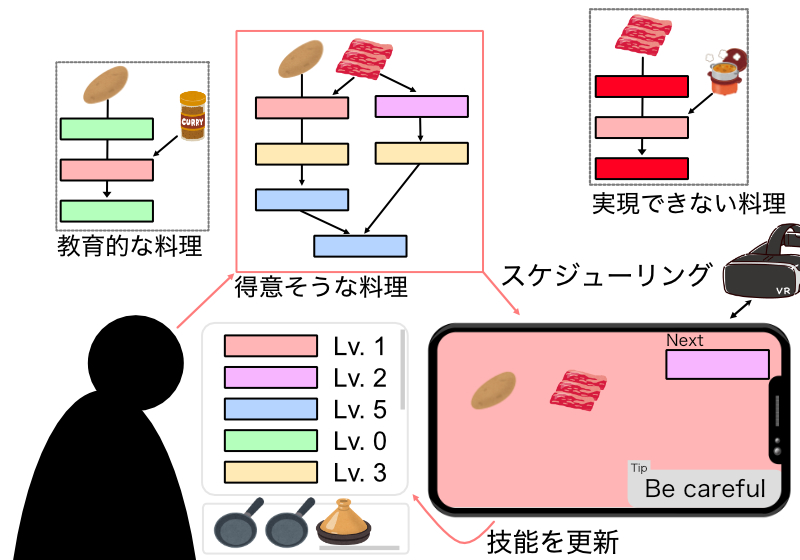 CURRY
教育的な料理
得意そうな料理
実現できない料理
スケジューリング
VR
Lv. 1
Lv. 2
Lv. 5
Lv. 0
Lv. 3
Next
Tip
Be careful
技能を更新